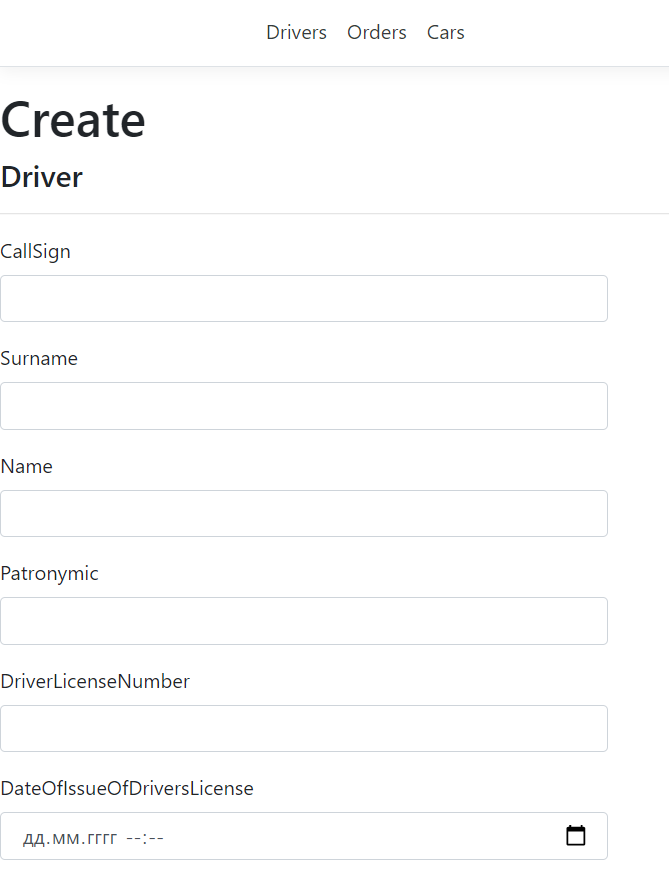 Drivers Orders Cars
Create
Driver
CallSign
Surname
Name
Patronymic
DriverLicenseNumber
DateOfIssueOfDriversLicense
дд.мм.гггг --:--